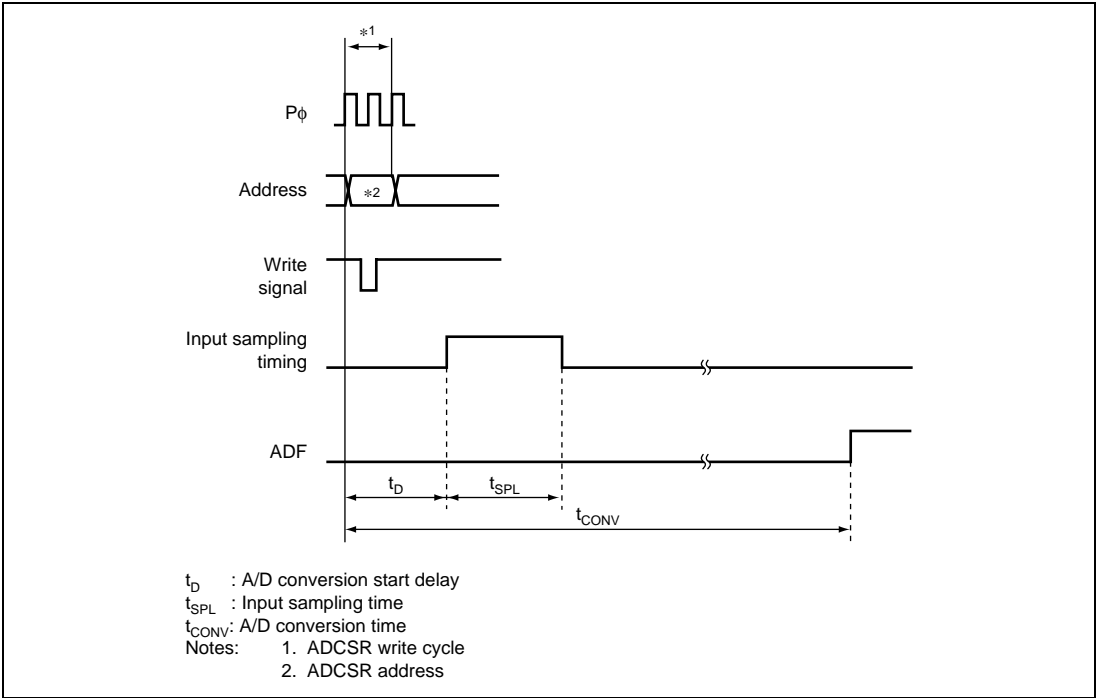 *1
Pϕ
Address
*2
Write
signal
Input sampling
timing
ADF
tD
tSPL
tCONV
tD : A/D conversion start delay
tSPL : Input sampling time
tCONV: A/D conversion time
Notes: 1. ADCSR write cycle
2. ADCSR address